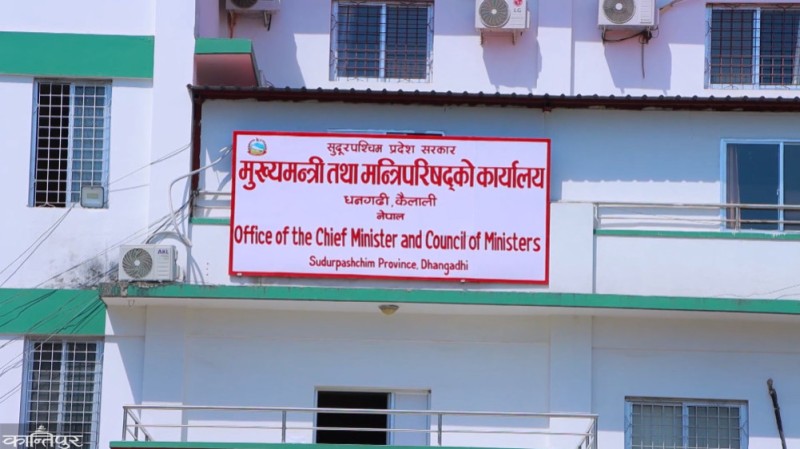 सुदूरपश्चिम प्रदेश सरकार
मुख्यमन्त्री तथा मन्त्रिपरिषद्को कार्यालय
धनगढी, कैलाली
नेपाल
Office of the Chief Minister and Council of Ministers
Sudurpashchim Province, Dhangadhi
LG
कान्तिपुर